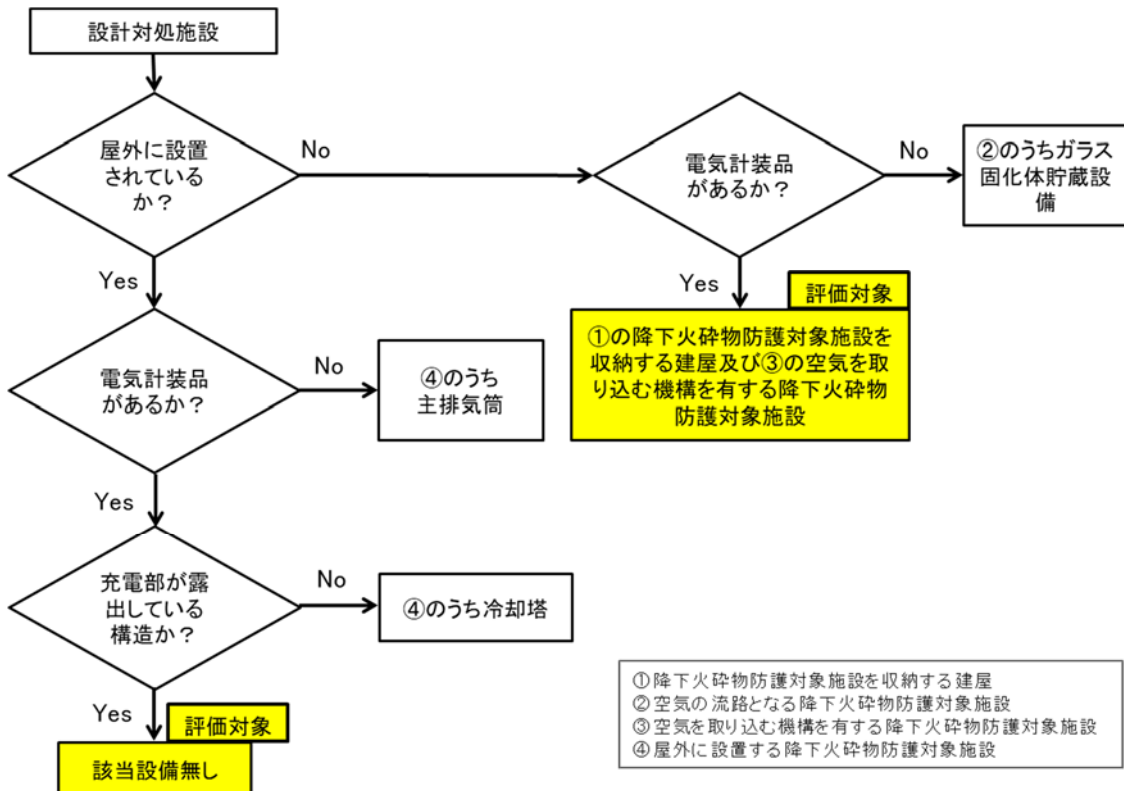 設計対処施設
屋外に設置
されている
か？
No
電気計装品
があるか？
No
②のうちガラス
固化体貯蔵設
備
Yes
Yes
評価対象
①の降下火砕物防護対象施設を
収納する建屋及び③の空気を取
り込む機構を有する降下火砕物
防護対象施設
電気計装品
があるか？
No
④のうち
主排気筒
Yes
充電部が露
出している
構造か？
No
④のうち冷却塔
Yes
評価対象
該当設備無し
①降下火砕物防護対象施設を収納する建屋
②空気の流路となる降下火砕物防護対象施設
③空気を取り込む機構を有する降下火砕物防護対象施設
④屋外に設置する降下火砕物防護対象施設